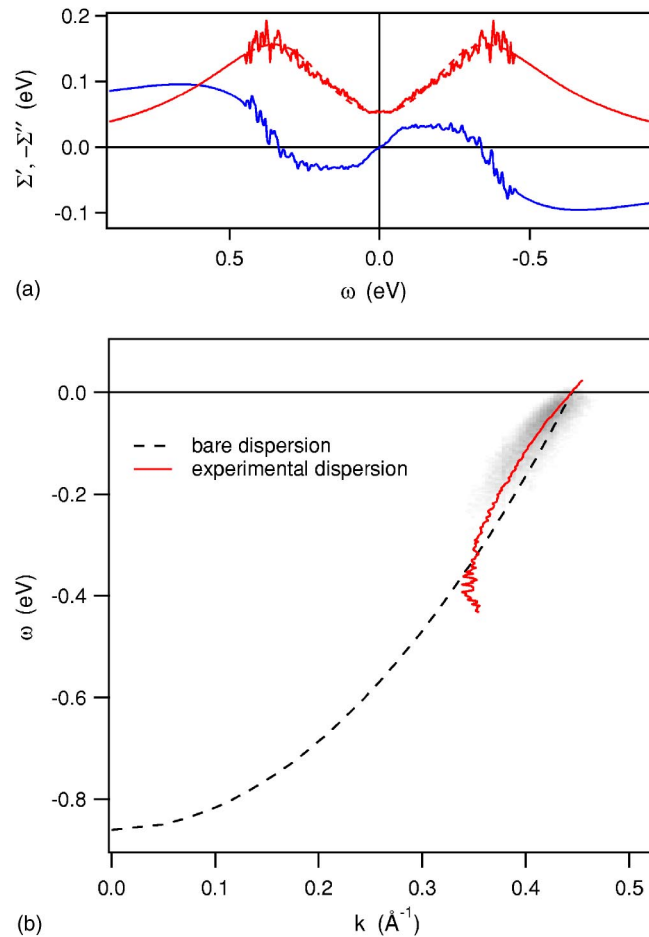 0.2
0.1
0.0
-0.1
Σ′, -Σ′′ (eV)
0.5 0.0 -0.5
ω (eV)
(a)
0.0
-0.2
-0.4
-0.6
-0.8
ω (eV)
bare dispersion
experimental dispersion
0.0 0.1 0.2 0.3 0.4 0.5
k (Å⁻¹)
(b)